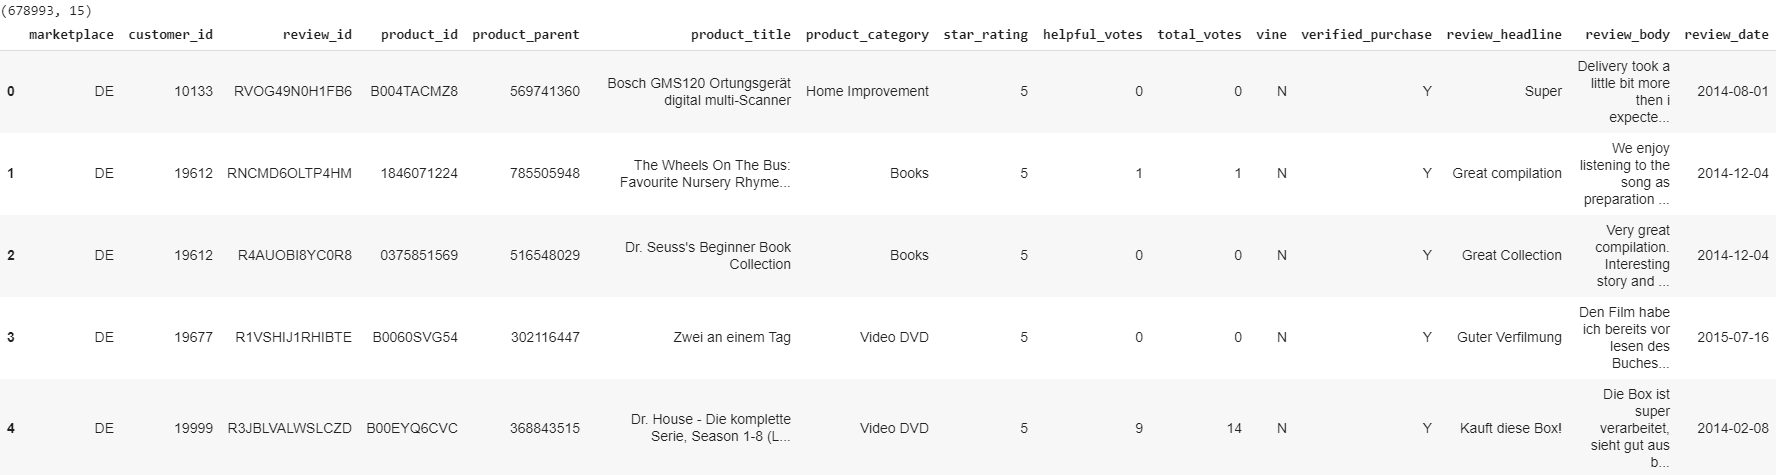 (678993, 15)
marketplace customer_id review_id product_id product_parent product_title product_category star_rating helpful_votes total_votes vine verified_purchase review_headline review_body review_date
0 DE 10133 RVOG49N0H1FB6 B004TACMZ8 569741360 Bosch GMS120 Ortungsgerät digital multi-Scanner Home Improvement 5 0 0 N Y Super Delivery took a little bit more then i expecte... 2014-08-01
1 DE 19612 RNCMD6OLTP4HM 1846071224 785505948 The Wheels On The Bus: Favourite Nursery Rhyme... Books 5 1 1 N Y Great compilation We enjoy listening to the song as preparation ... 2014-12-04
2 DE 19612 R4AUOBI8YC0R8 0375851569 516548029 Dr. Seuss's Beginner Book Collection Books 5 0 0 N Y Great Collection Very great compilation. Interesting story and ... 2014-12-04
3 DE 19677 R1VSHIJ1RHIBTE B0060SVG54 302116447 Zwei an einem Tag Video DVD 5 0 0 N Y Guter Verfilmung Den Film habe ich bereits vor lesen des Buches... 2015-07-16
4 DE 19999 R3JBLVALWSLCZD B00EYQ6CVC 368843515 Dr. House - Die komplette Serie, Season 1-8 (L... Video DVD 5 9 14 N Y Kauft diese Box! Die Box ist super verarbeitet, sieht gut aus b... 2014-02-08